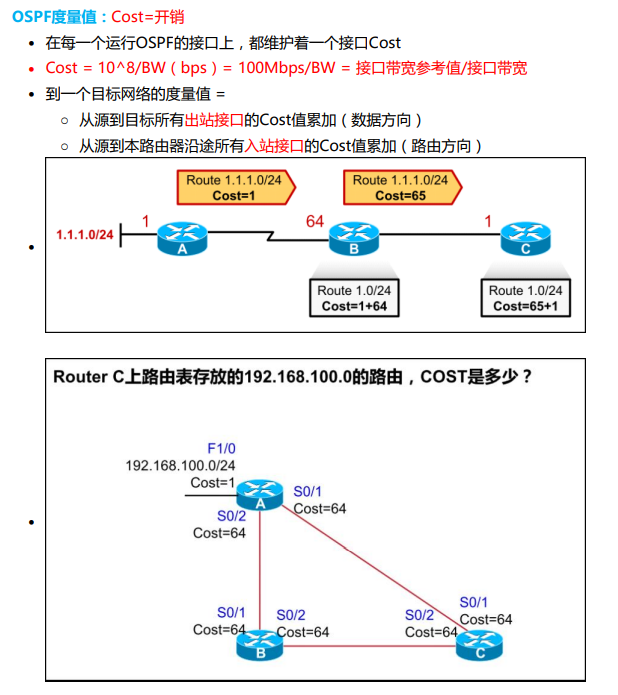 OSPF度量值：Cost=开销
在每一个运行OSPF的接口上，都维护着一个接口Cost
Cost = 10^8/BW（bps）= 100Mbps/BW = 接口带宽参考值/接口带宽
到一个目标网络的度量值 =
从源到目标所有出站接口的Cost值累加（数据方向）
从源到本路由器沿途所有入站接口的Cost值累加（路由方向）
Route 1.1.1.0/24
Cost=1
Route 1.1.1.0/24
Cost=65
1.1.1.0/24
1
64
1
A
B
C
Route 1.0/24
Cost=1+64
Route 1.0/24
Cost=65+1
Router C上路由表存放的192.168.100.0的路由，COST是多少？
F1/0
192.168.100.0/24
Cost=1
A
S0/1
Cost=64
S0/2
Cost=64
S0/1
Cost=64
B
S0/2
Cost=64
S0/2
Cost=64
S0/1
Cost=64
C